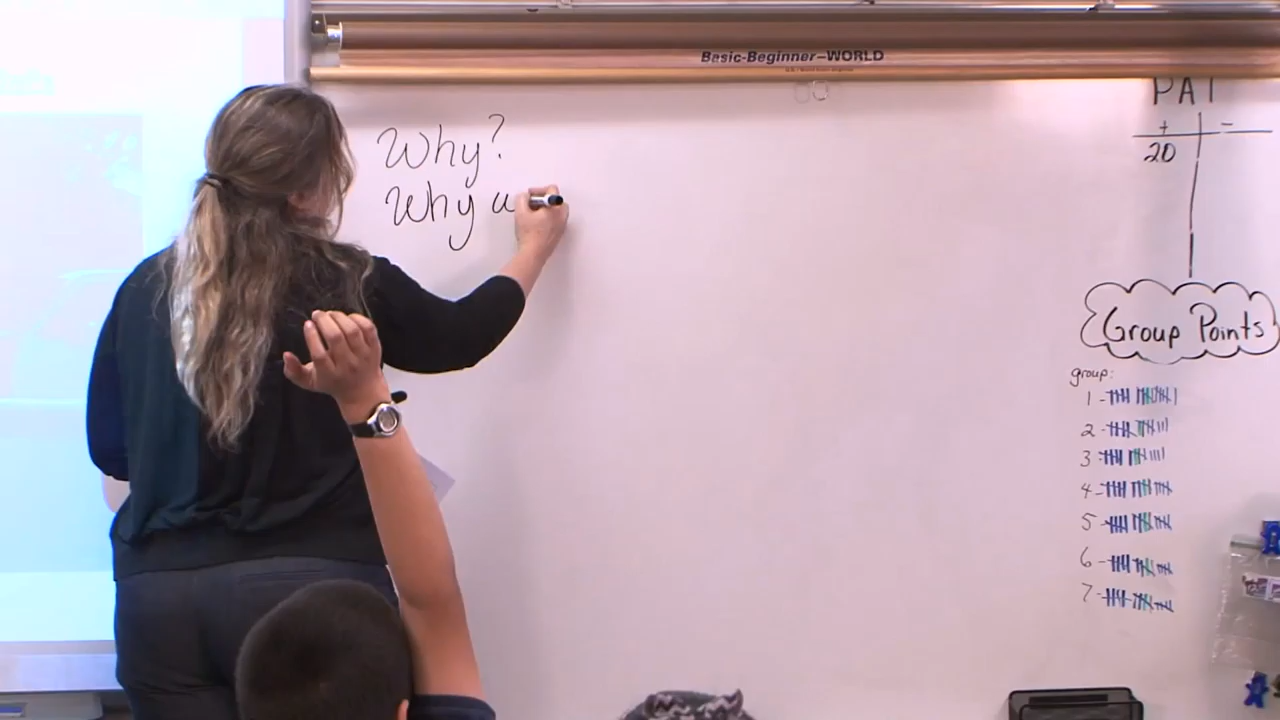 Basic-Beginner—WORLD
Why?
Why
PAT
+ -
20
Group Points
group:
1 -
2 -
3 -
4 -
5 -
6 -
7 -